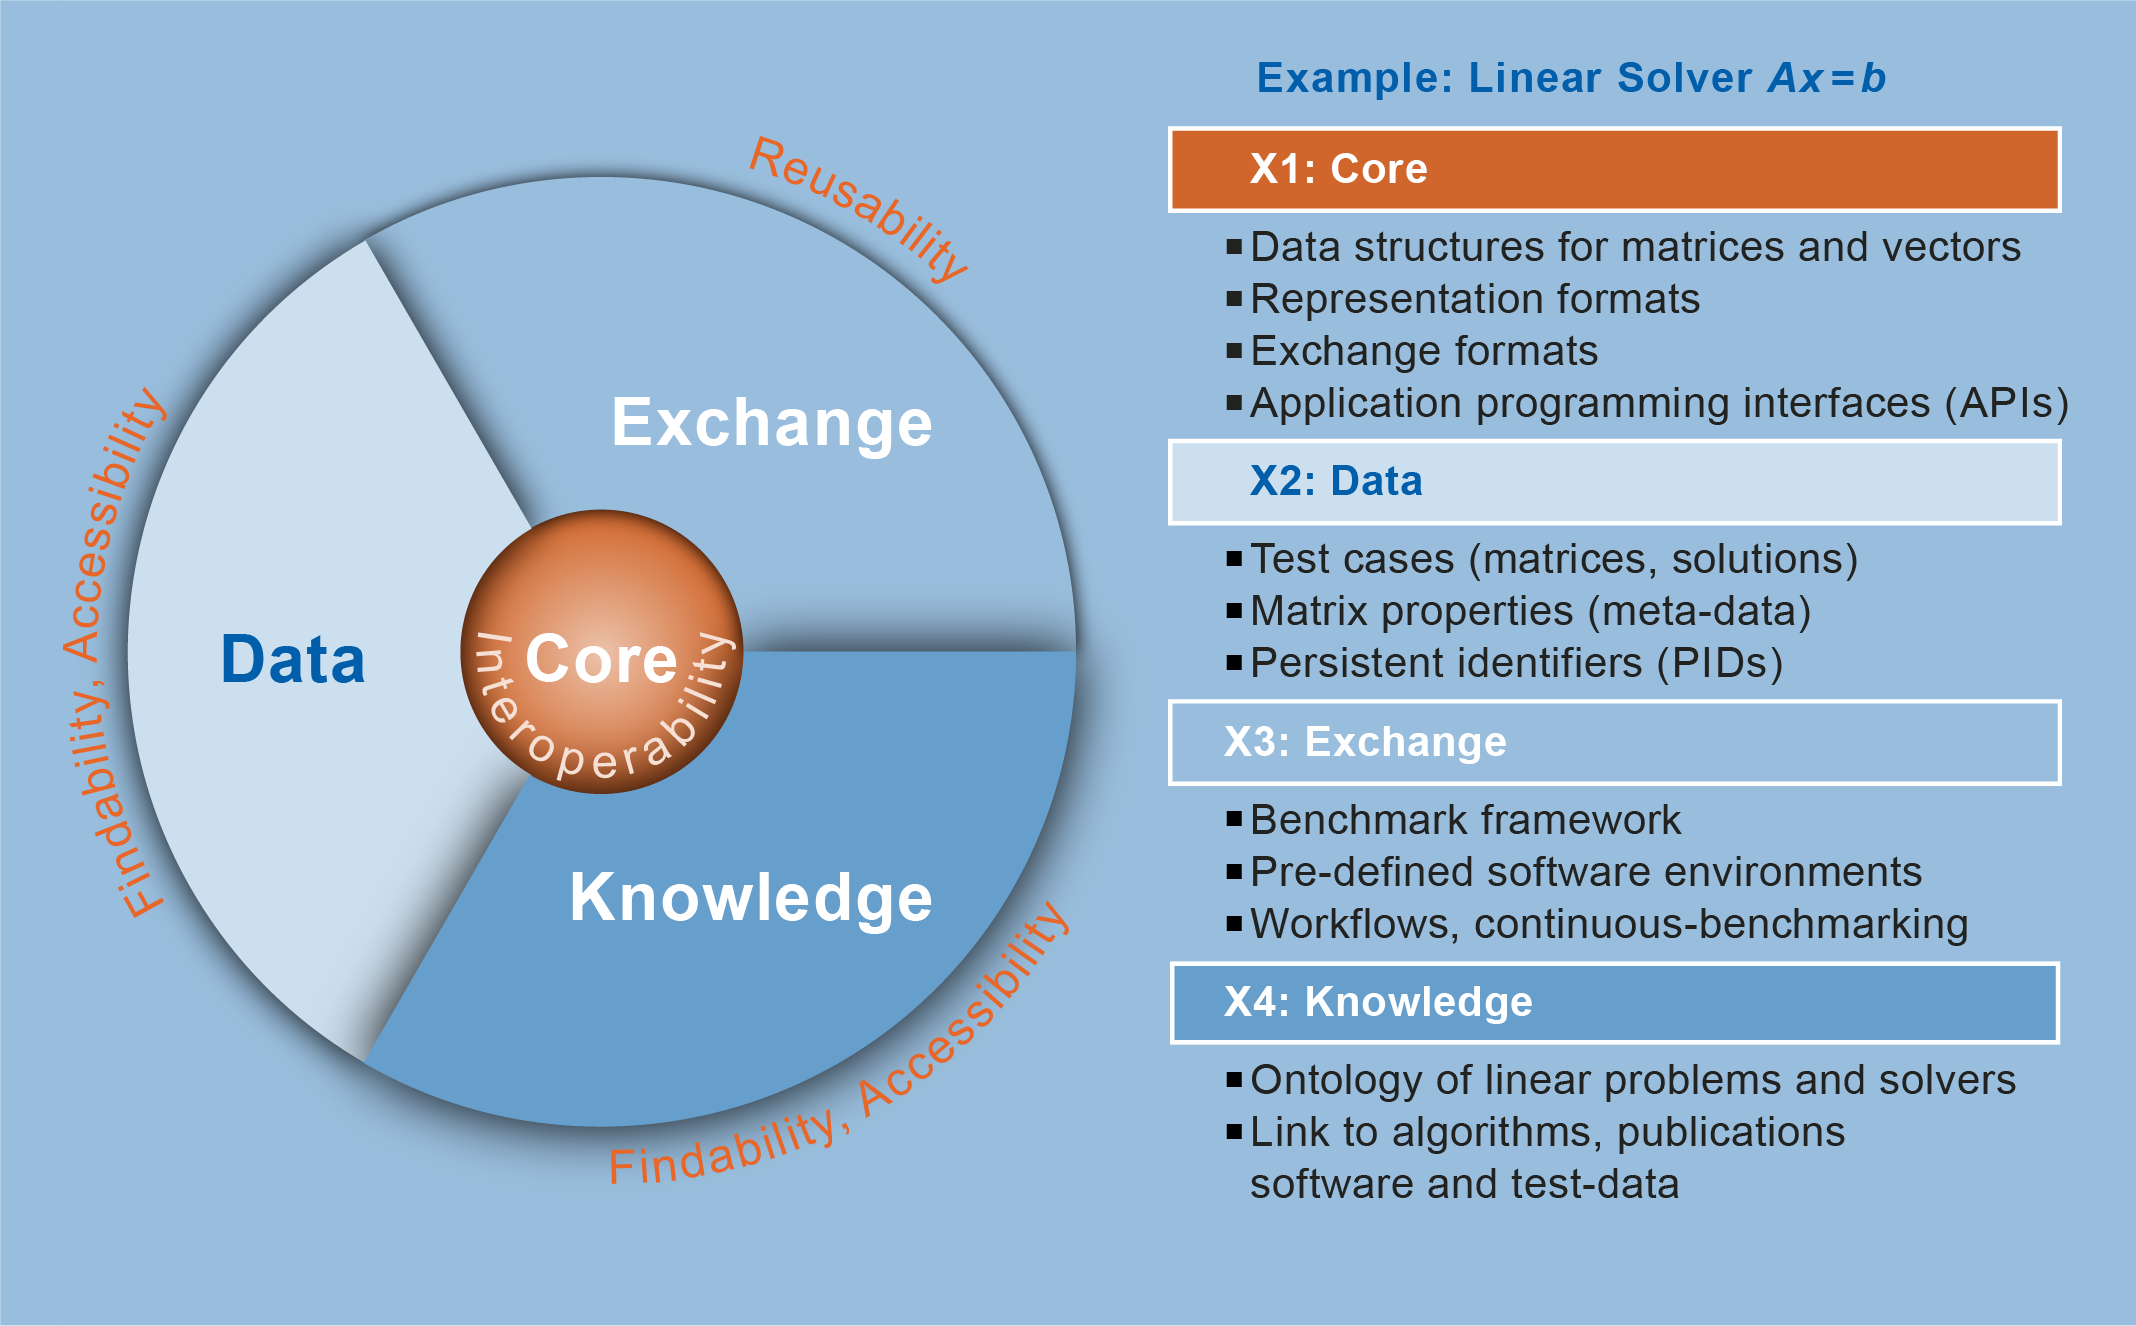 Reusability
Exchange
Findability, Accessibility
Data
Core
Interoperability
Knowledge
Findability, Accessibility
Example: Linear Solver Ax = b
X1: Core
▪ Data structures for matrices and vectors
▪ Representation formats
▪ Exchange formats
▪ Application programming interfaces (APIs)
X2: Data
▪ Test cases (matrices, solutions)
▪ Matrix properties (meta-data)
▪ Persistent identifiers (PIDs)
X3: Exchange
▪ Benchmark framework
▪ Pre-defined software environments
▪ Workflows, continuous-benchmarking
X4: Knowledge
▪ Ontology of linear problems and solvers
▪ Link to algorithms, publications
software and test-data